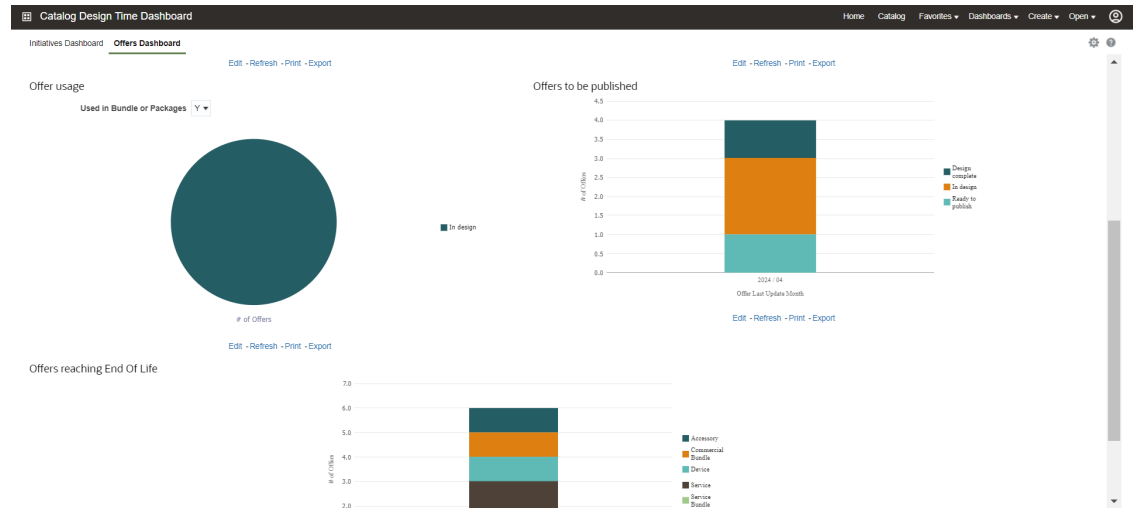 Catalog Design Time Dashboard
Home Catalog Favorites Dashboards Create Open
Initiatives Dashboard Offers Dashboard
Edit - Refresh - Print - Export
Edit - Refresh - Print - Export
Offer usage
Used in Bundle or Packages Y
In design
# of Offers
Edit - Refresh - Print - Export
Offers to be published
4.5
4.0
3.5
3.0
2.5
2.0
1.5
1.0
0.5
0.0
# of Offers
2024 / 04
Offer Last Update Month
Design
complete
In design
Ready to
publish
Edit - Refresh - Print - Export
Offers reaching End Of Life
7.0
6.0
5.0
4.0
3.0
2.0
# of Offers
Accessory
Commercial
Bundle
Device
Service
Service
Bundle